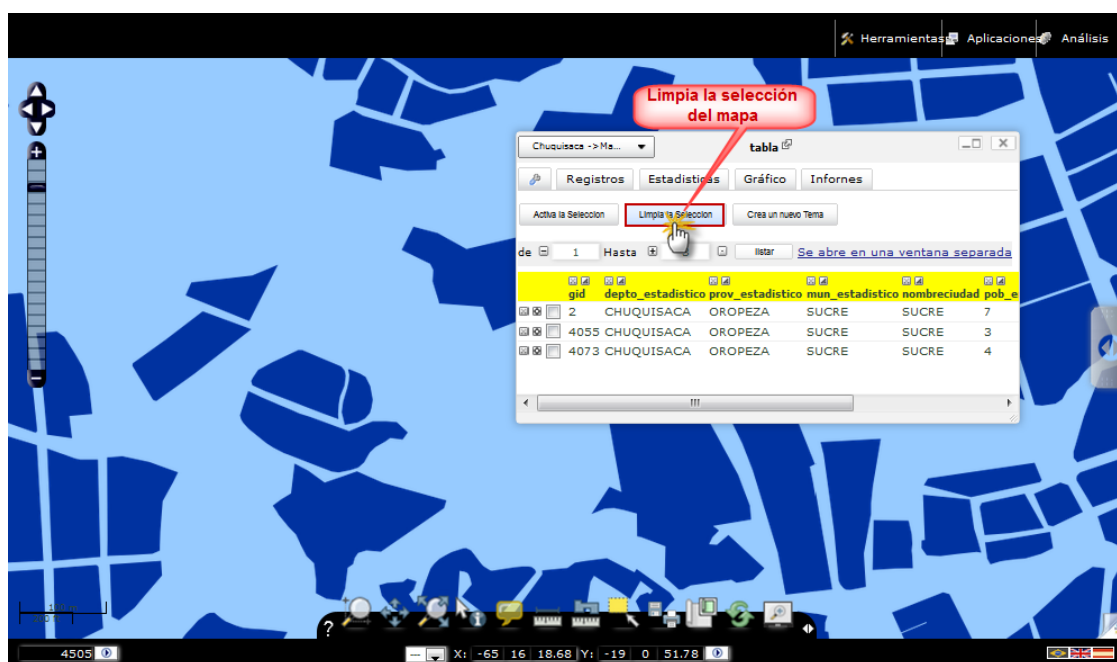 Herramientas Aplicaciones Análisis
Limpia la selección
del mapa
Chuquisaca ->Ma... tabla
Registros Estadisticas Gráfico Informes
Activa la Seleccion Limpia la Seleccion Crea un nuevo Tema
de 1 Hasta listar Se abre en una ventana separada
gid depto_estadistico prov_estadistico mun_estadistico nombreciudad pob_e
2 CHUQUISACA OROPEZA SUCRE SUCRE 7
4055 CHUQUISACA OROPEZA SUCRE SUCRE 3
4073 CHUQUISACA OROPEZA SUCRE SUCRE 4
?
4505 --- X: -65 16 18.68 Y: -19 0 51.78